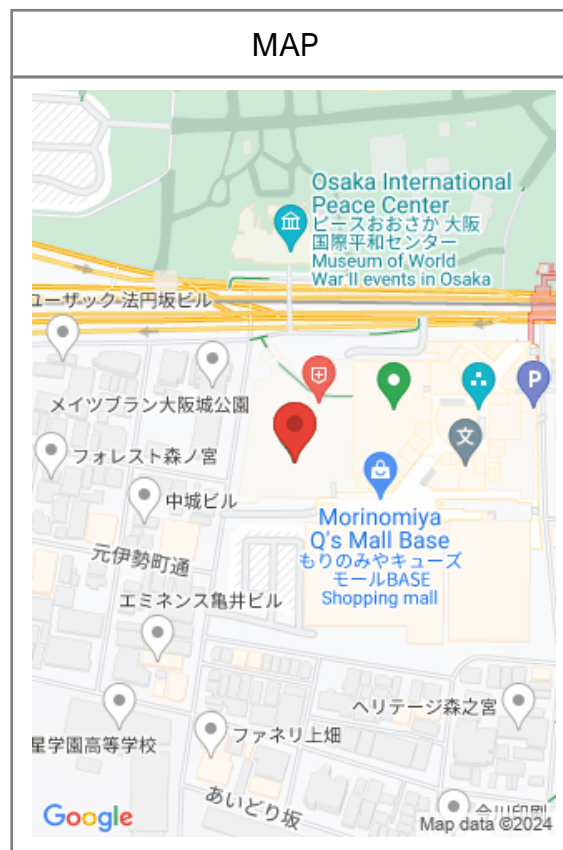 MAP
Osaka International
Peace Center
ピースおおさか 大阪
国際平和センター
Museum of World
War II events in Osaka
ユーザック 法円坂ビル
メイツブラン大阪城公園
P
文
フォレスト森ノ宮
中城ビル
Morinomiya
Q's Mall Base
もりのみやキューズ
モールBASE
Shopping mall
元伊勢町通
エミネンス亀井ビル
ヘリテージ森之宮
星学園高等学校
ファネリ上畑
あいどり坂
Google
Map data ©2024